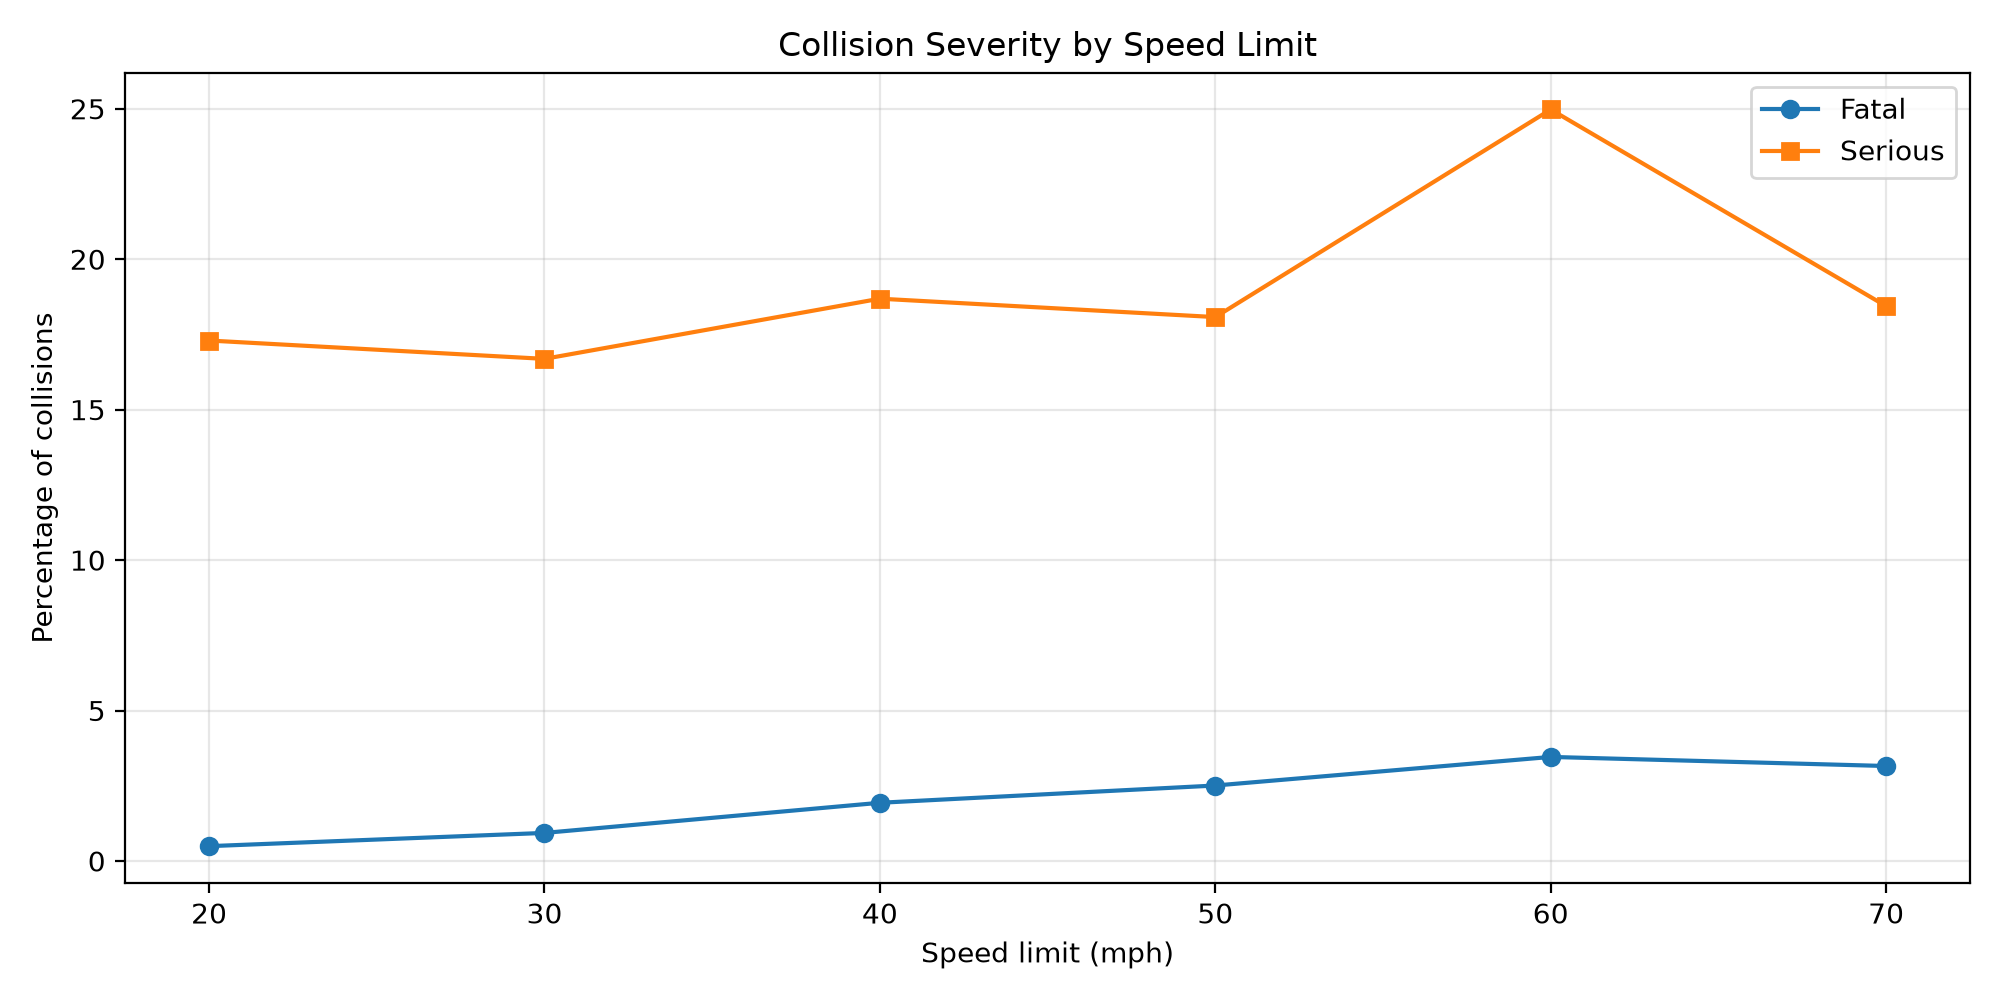 Collision Severity by Speed Limit
Fatal
Serious
Percentage of collisions
25
20
15
10
5
0
20 30 40 50 60 70
Speed limit (mph)